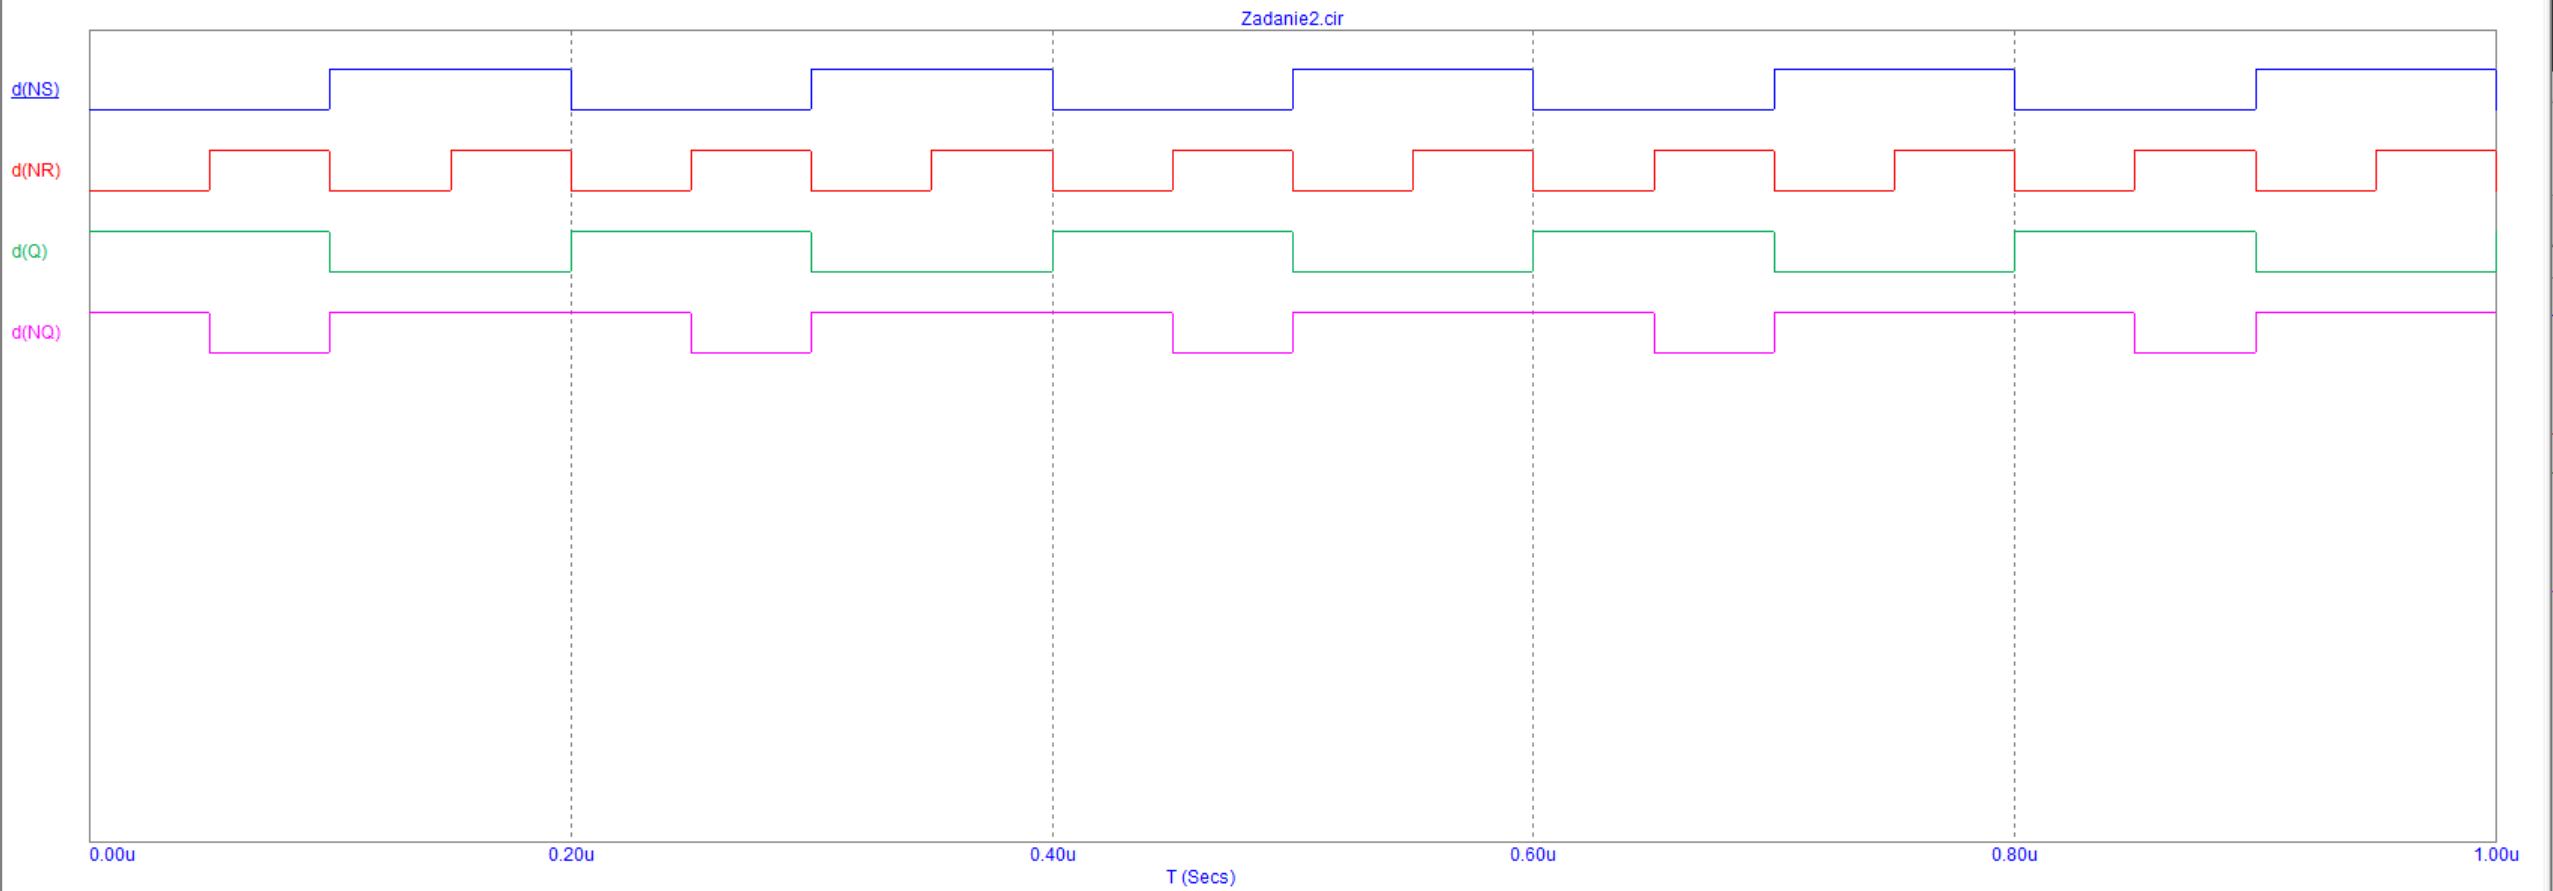 Zadanie2.cir
d(NS)
d(NR)
d(Q)
d(NQ)
0.00u 0.20u 0.40u 0.60u 0.80u 1.00u
T (Secs)